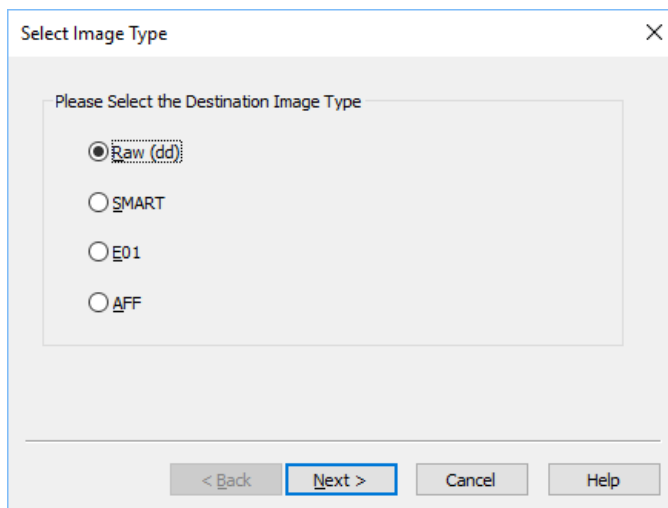 Select Image Type
Please Select the Destination Image Type
Raw (dd)
SMART
E01
AFF
< Back
Next >
Cancel
Help